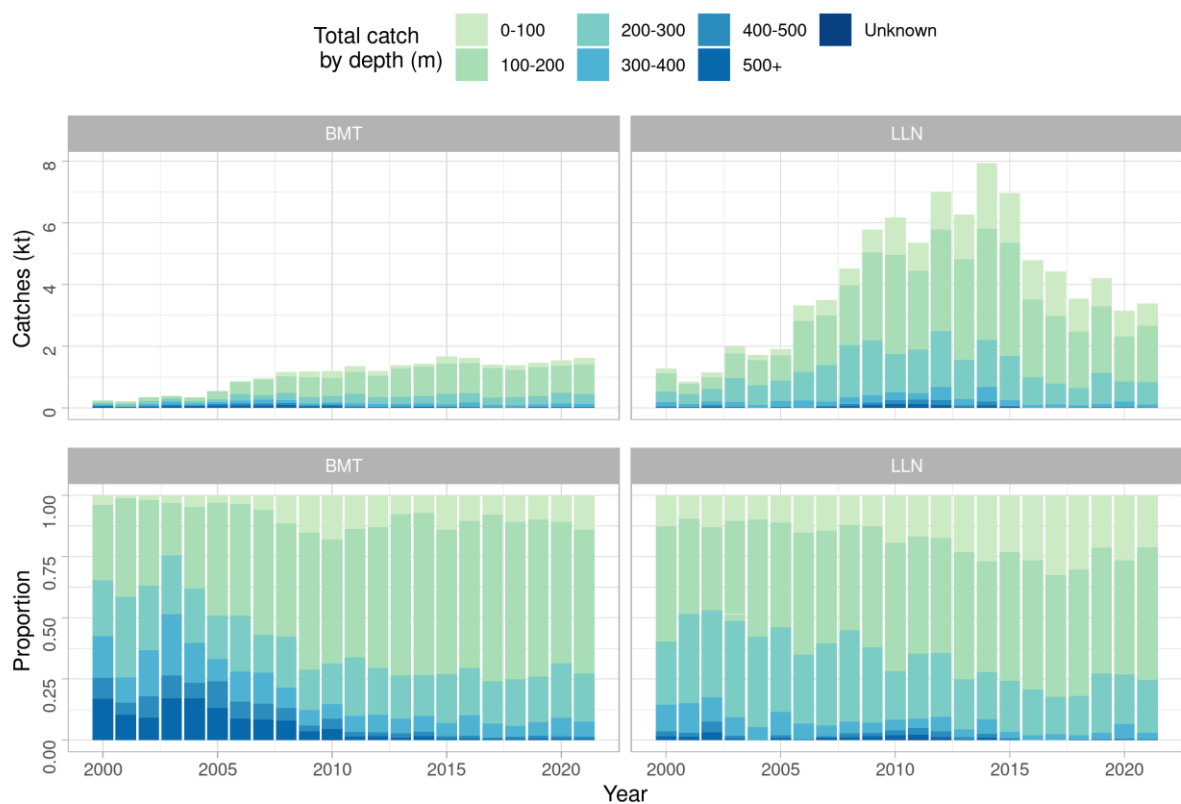 Total catch
by depth (m)
0-100
200-300
400-500
Unknown
100-200
300-400
500+
BMT
LLN
Catches (kt)
8
6
4
2
0
BMT
LLN
Proportion
1.00
0.75
0.50
0.25
0.00
2000
2005
2010
2015
2020
2000
2005
2010
2015
2020
Year